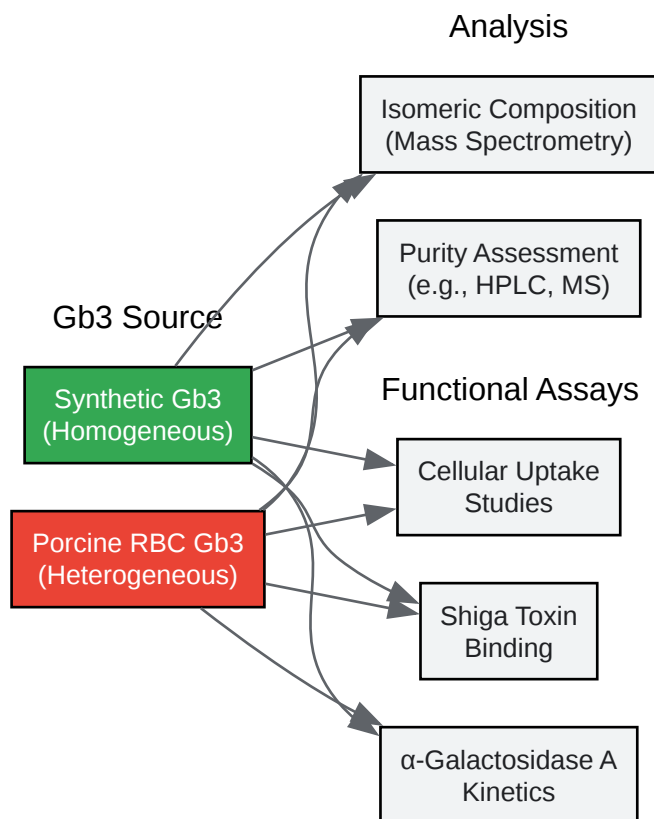 Analysis
Isomeric Composition
(Mass Spectrometry)
Purity Assessment
(e.g., HPLC, MS)
Gb3 Source
Synthetic Gb3
(Homogeneous)
Porcine RBC Gb3
(Heterogeneous)
Functional Assays
Cellular Uptake
Studies
Shiga Toxin
Binding
α-Galactosidase A
Kinetics